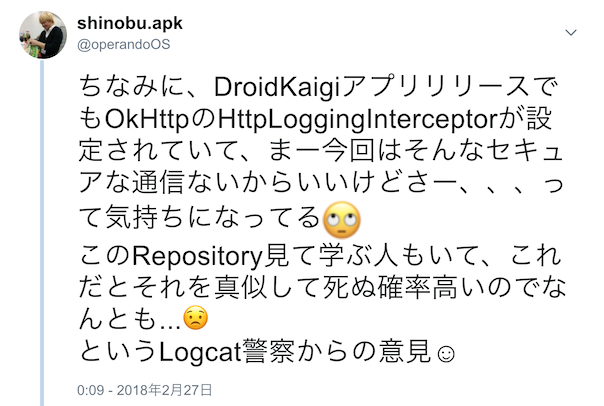 shinobu.apk
@operandoOS
ちなみに、DroidKaigiアプリリリースで
もOkHttpのHttpLoggingInterceptorが設
定されていて、まー今回はそんなセキュ
アな通信ないからいいけどさー、、、っ
て気持ちになってる🙄
このRepository見て学ぶ人もいて、これ
だとそれを真似して死ぬ確率高いのでな
んとも...😟
というLogcat警察からの意見☺
0:09 - 2018年2月27日